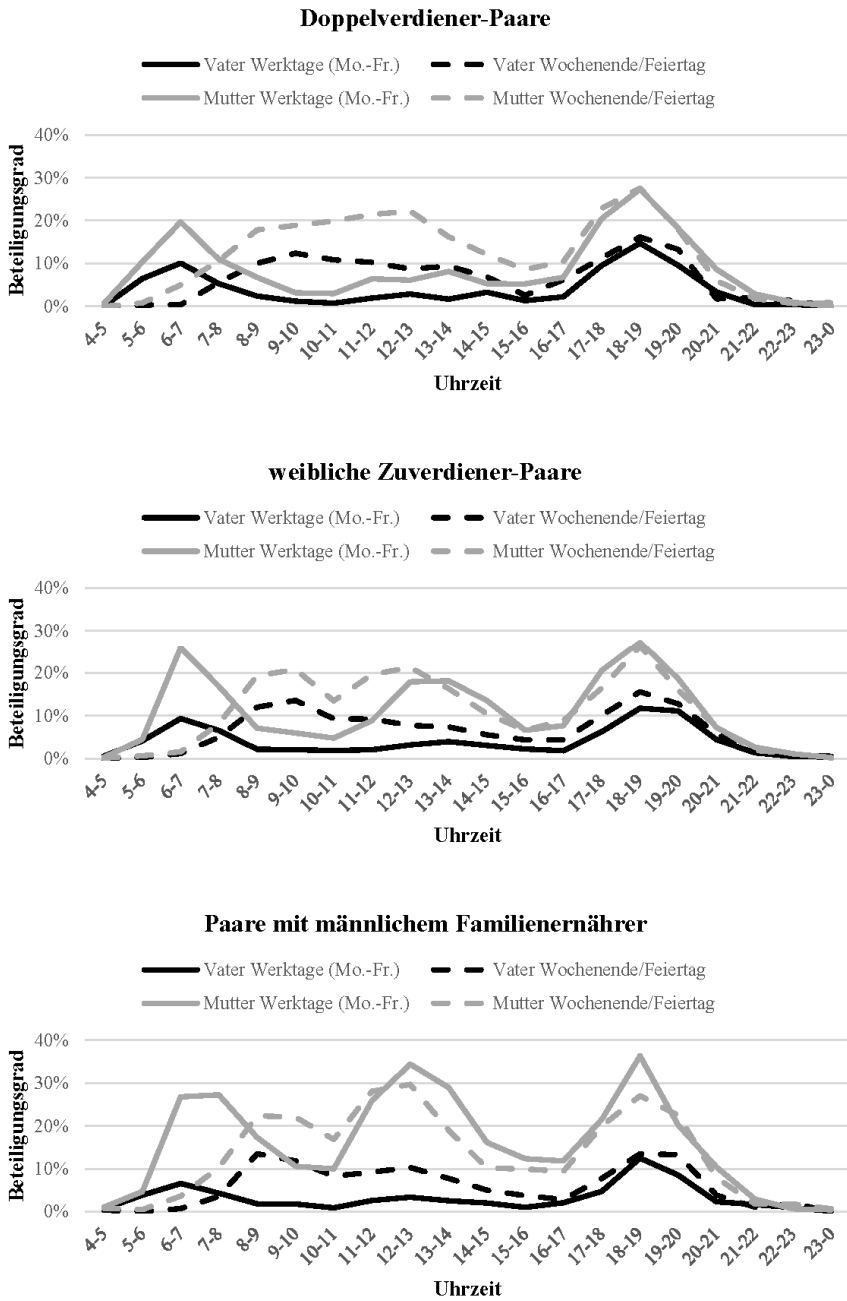 Doppelverdiener-Paare
Vater Werktage (Mo.-Fr.) Vater Wochenende/Feiertag
Mutter Werktage (Mo.-Fr.) Mutter Wochenende/Feiertag
Beteiligungsgrad
40%
30%
20%
10%
0%
4-5 5-6 6-7 7-8 8-9 9-10 10-11 11-12 12-13 13-14 14-15 15-16 16-17 17-18 18-19 19-20 20-21 21-22 22-23 23-0
Uhrzeit
weibliche Zuverdiener-Paare
Vater Werktage (Mo.-Fr.) Vater Wochenende/Feiertag
Mutter Werktage (Mo.-Fr.) Mutter Wochenende/Feiertag
Beteiligungsgrad
40%
30%
20%
10%
0%
4-5 5-6 6-7 7-8 8-9 9-10 10-11 11-12 12-13 13-14 14-15 15-16 16-17 17-18 18-19 19-20 20-21 21-22 22-23 23-0
Uhrzeit
Paare mit männlichem Familienernährer
Vater Werktage (Mo.-Fr.) Vater Wochenende/Feiertag
Mutter Werktage (Mo.-Fr.) Mutter Wochenende/Feiertag
Beteiligungsgrad
40%
30%
20%
10%
0%
4-5 5-6 6-7 7-8 8-9 9-10 10-11 11-12 12-13 13-14 14-15 15-16 16-17 17-18 18-19 19-20 20-21 21-22 22-23 23-0
Uhrzeit